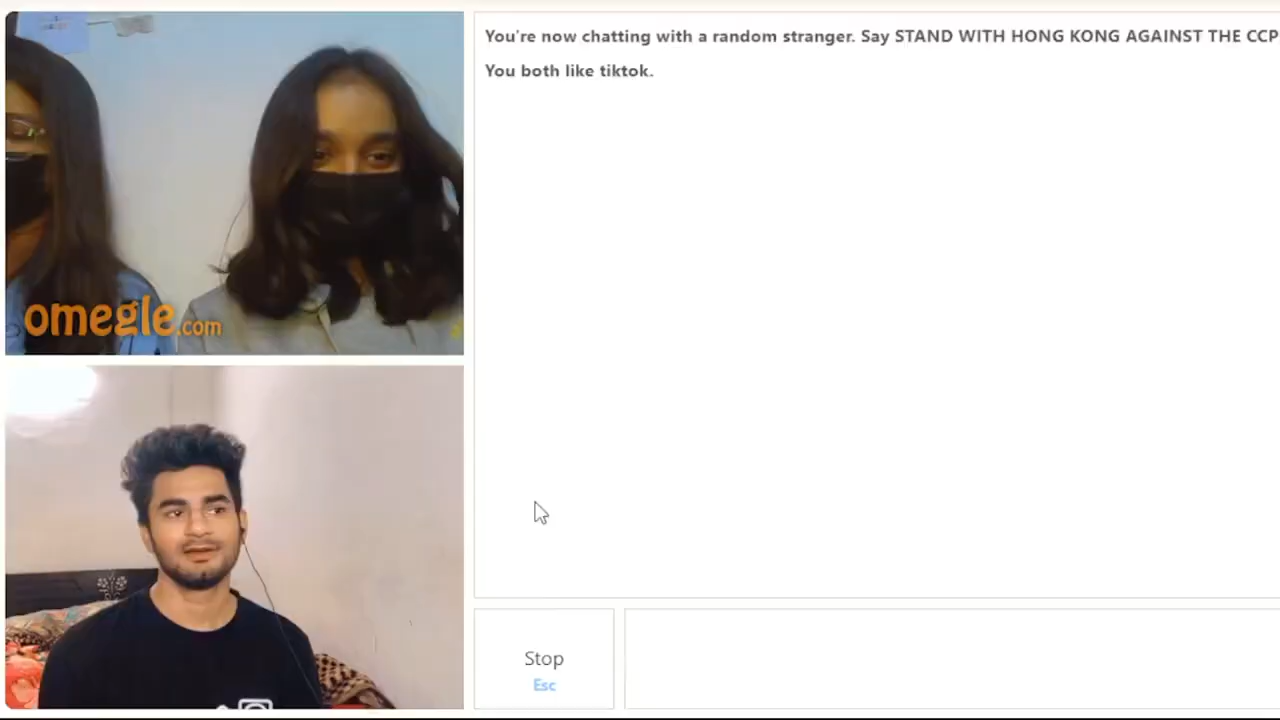 You're now chatting with a random stranger. Say STAND WITH HONG KONG AGAINST THE CCP
You both like tiktok.
omegle.com
Stop
Esc